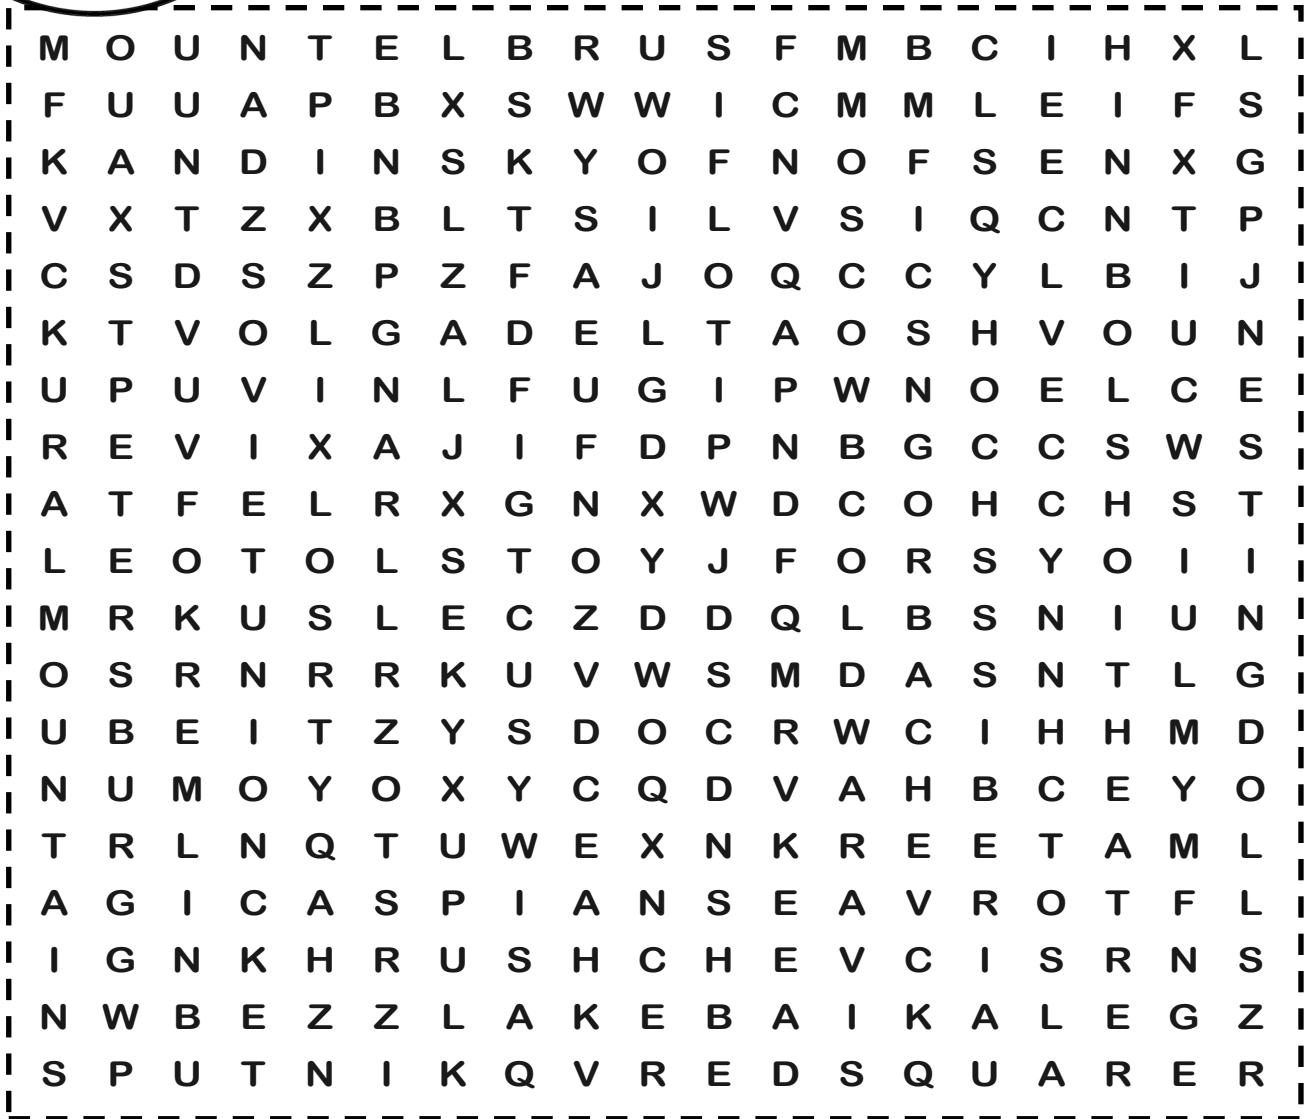 M O U N T E L B R U S F M B C I H X L
F U U A P B X S W W I C M M L E I F S
K A N D I N S K Y O F N O F S E N X G
V X T Z X B L T S I L V S I Q C N T P
C S D S Z P Z F A J O Q C C Y L B I J
K T V O L G A D E L T A O S H V O U N
U P U V I N L F U G I P W N O E L C E
R E V I X A J I F D P N B G C C S W S
A T F E L R X G N X W D C O H C H S T
L E O T O L S T O Y J F O R S Y O I I
M R K U S L E C Z D D Q L B S N I U N
O S R N R R K U V W S M D A S N T L G
U B E I T Z Y S D O C R W C I H H M D
N U M O Y O X Y C Q D V A H B C E Y O
T R L N Q T U W E X N K R E E T A M L
A G I C A S P I A N S E A V R O T F L
I G N K H R U S H C H E V C I S R N S
N W B E Z Z L A K E B A I K A L E G Z
S P U T N I K Q V R E D S Q U A R E R